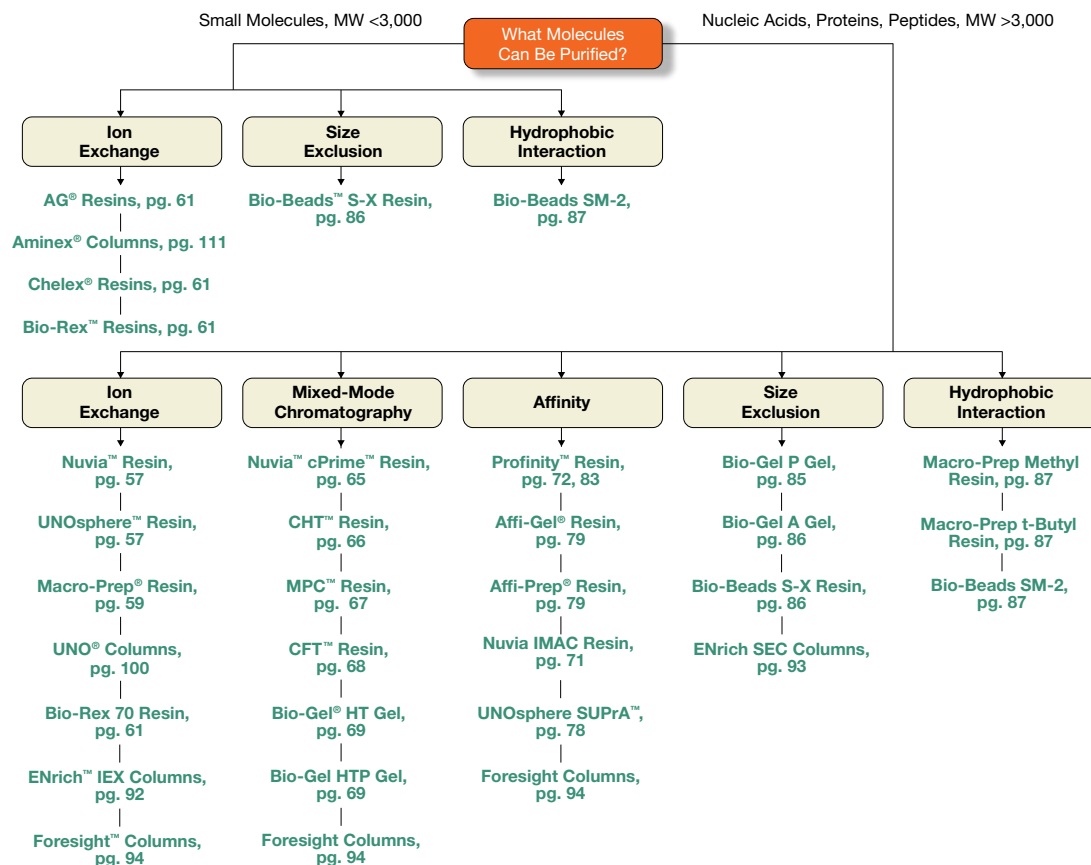 Small Molecules, MW <3,000
What Molecules
Can Be Purified?
Nucleic Acids, Proteins, Peptides, MW >3,000
Ion
Exchange
AG® Resins, pg. 61
Aminex® Columns, pg. 111
Chelex® Resins, pg. 61
Bio-Rex™ Resins, pg. 61
Size
Exclusion
Bio-Beads™ S-X Resin,
pg. 86
Hydrophobic
Interaction
Bio-Beads SM-2,
pg. 87
Ion
Exchange
Nuvia™ Resin,
pg. 57
UNOsphere™ Resin,
pg. 57
Macro-Prep® Resin,
pg. 59
UNO® Columns,
pg. 100
Bio-Rex 70 Resin,
pg. 61
ENrich™ IEX Columns,
pg. 92
Foresight™ Columns,
pg. 94
Mixed-Mode
Chromatography
Nuvia™ cPrime™ Resin,
pg. 65
CHT™ Resin,
pg. 66
MPC™ Resin,
pg. 67
CFT™ Resin,
pg. 68
Bio-Gel® HT Gel,
pg. 69
Bio-Gel HTP Gel,
pg. 69
Foresight Columns,
pg. 94
Affinity
Profinity™ Resin,
pg. 72, 83
Affi-Gel® Resin,
pg. 79
Affi-Prep® Resin,
pg. 79
Nuvia IMAC Resin,
pg. 71
UNOsphere SUPrA™,
pg. 78
Foresight Columns,
pg. 94
Size
Exclusion
Bio-Gel P Gel,
pg. 85
Bio-Gel A Gel,
pg. 86
Bio-Beads S-X Resin,
pg. 86
ENrich SEC Columns,
pg. 93
Hydrophobic
Interaction
Macro-Prep Methyl
Resin, pg. 87
Macro-Prep t-Butyl
Resin, pg. 87
Bio-Beads SM-2,
pg. 87